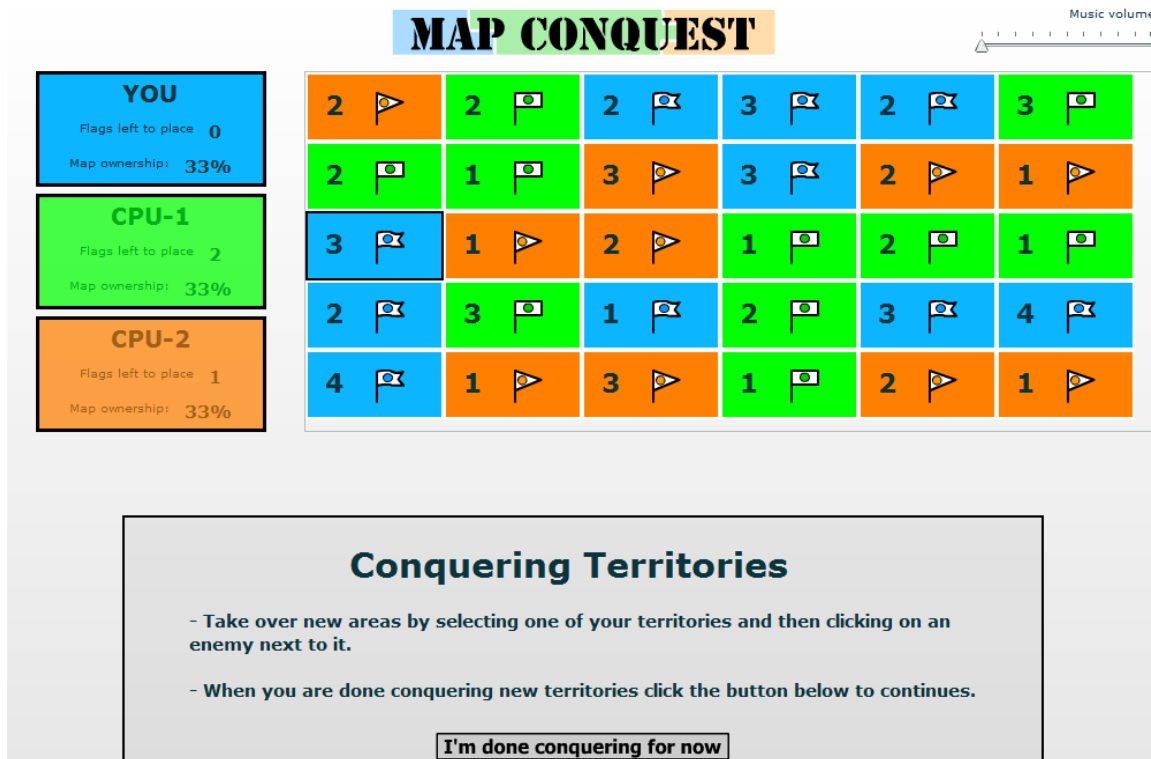 MAP CONQUEST
Music volume
YOU
Flags left to place 0
Map ownership: 33%
CPU-1
Flags left to place 2
Map ownership: 33%
CPU-2
Flags left to place 1
Map ownership: 33%
2 2 2 3 2 3
2 1 3 3 2 1
3 1 2 1 2 1
2 3 1 2 3 4
4 1 3 1 2 1
Conquering Territories
- Take over new areas by selecting one of your territories and then clicking on an
enemy next to it.
- When you are done conquering new territories click the button below to continues.
I'm done conquering for now